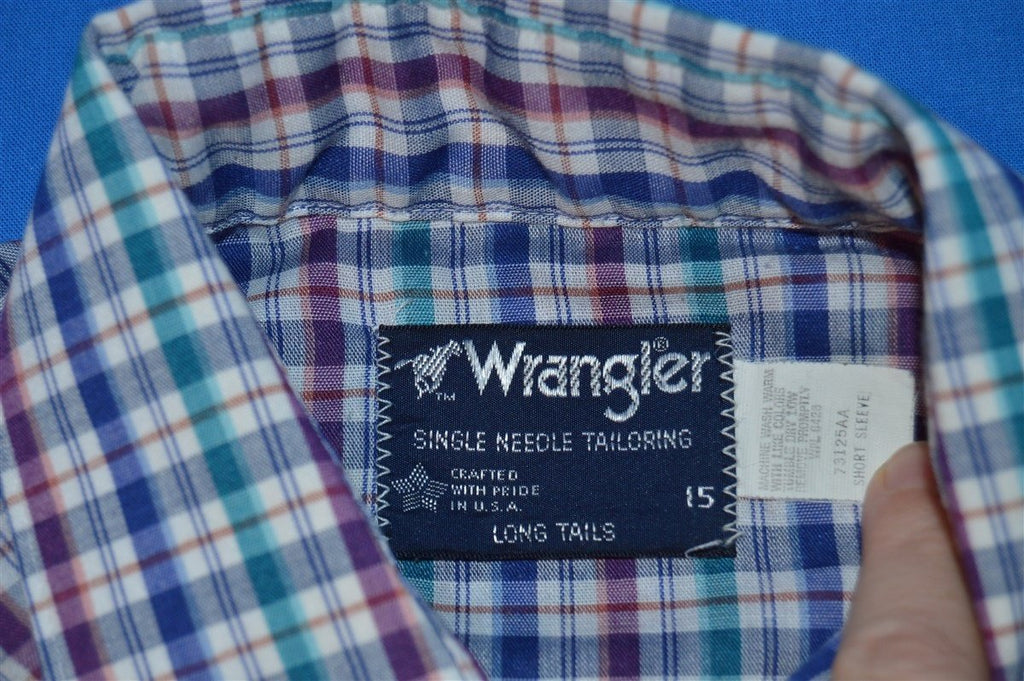 Wrangler®
TM
SINGLE NEEDLE TAILORING
CRAFTED
WITH PRIDE
IN U.S.A.
15
LONG TAILS
MACHINE WASH WARM
WITH LIKE COLORS
TUMBLE DRY LOW
REMOVE PROMPTLY
73125AA
SHORT SLEEVE